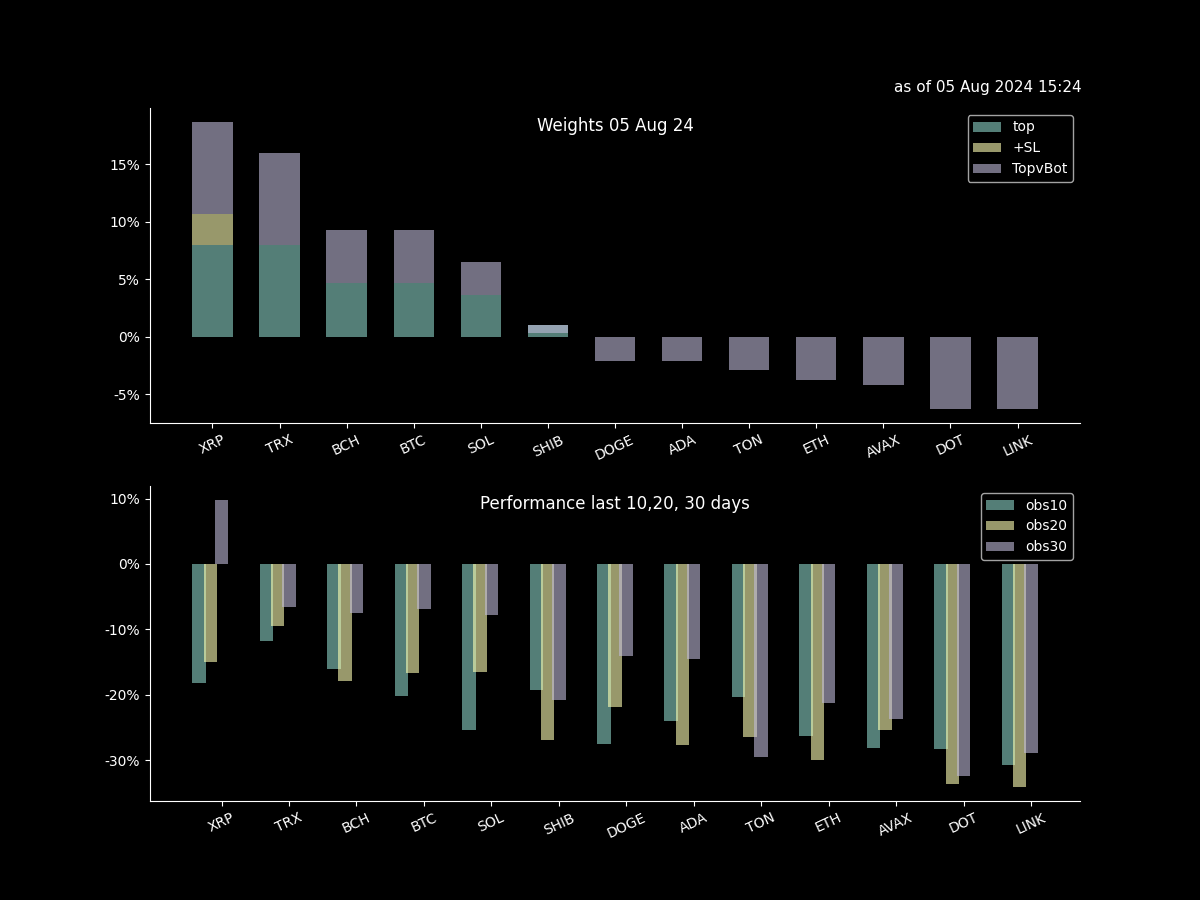 as of 05 Aug 2024 15:24
Weights 05 Aug 24
top
+SL
TopvBot
15%
10%
5%
0%
-5%
XRP TRX BCH BTC SOL SHIB DOGE ADA TON ETH AVAX DOT LINK
Performance last 10,20, 30 days
obs10
obs20
obs30
10%
0%
-10%
-20%
-30%
XRP TRX BCH BTC SOL SHIB DOGE ADA TON ETH AVAX DOT LINK